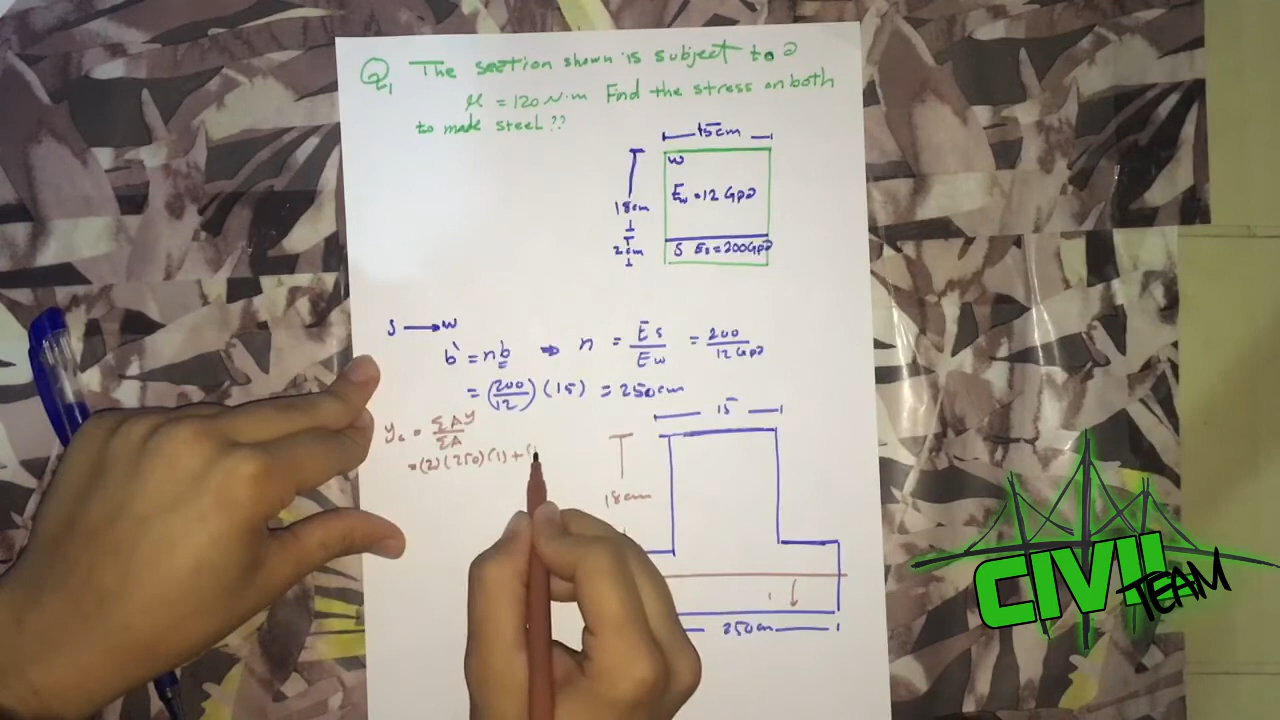 Q1 The section shown is subject to a
M = 120 N.m Find the stress on both
to made steel??
15cm
W
Ew = 12 Gpa
18cm
2cm
S Es = 200Gpa
S → W
b` = nb ⇒ n = Es/Ew = 200/12 Gpa
= (200/12) (15) = 250cm
15
= ΣAy/ΣA
= (2)(250)(1) + (
18cm
250cm
CIVIL
TEAM